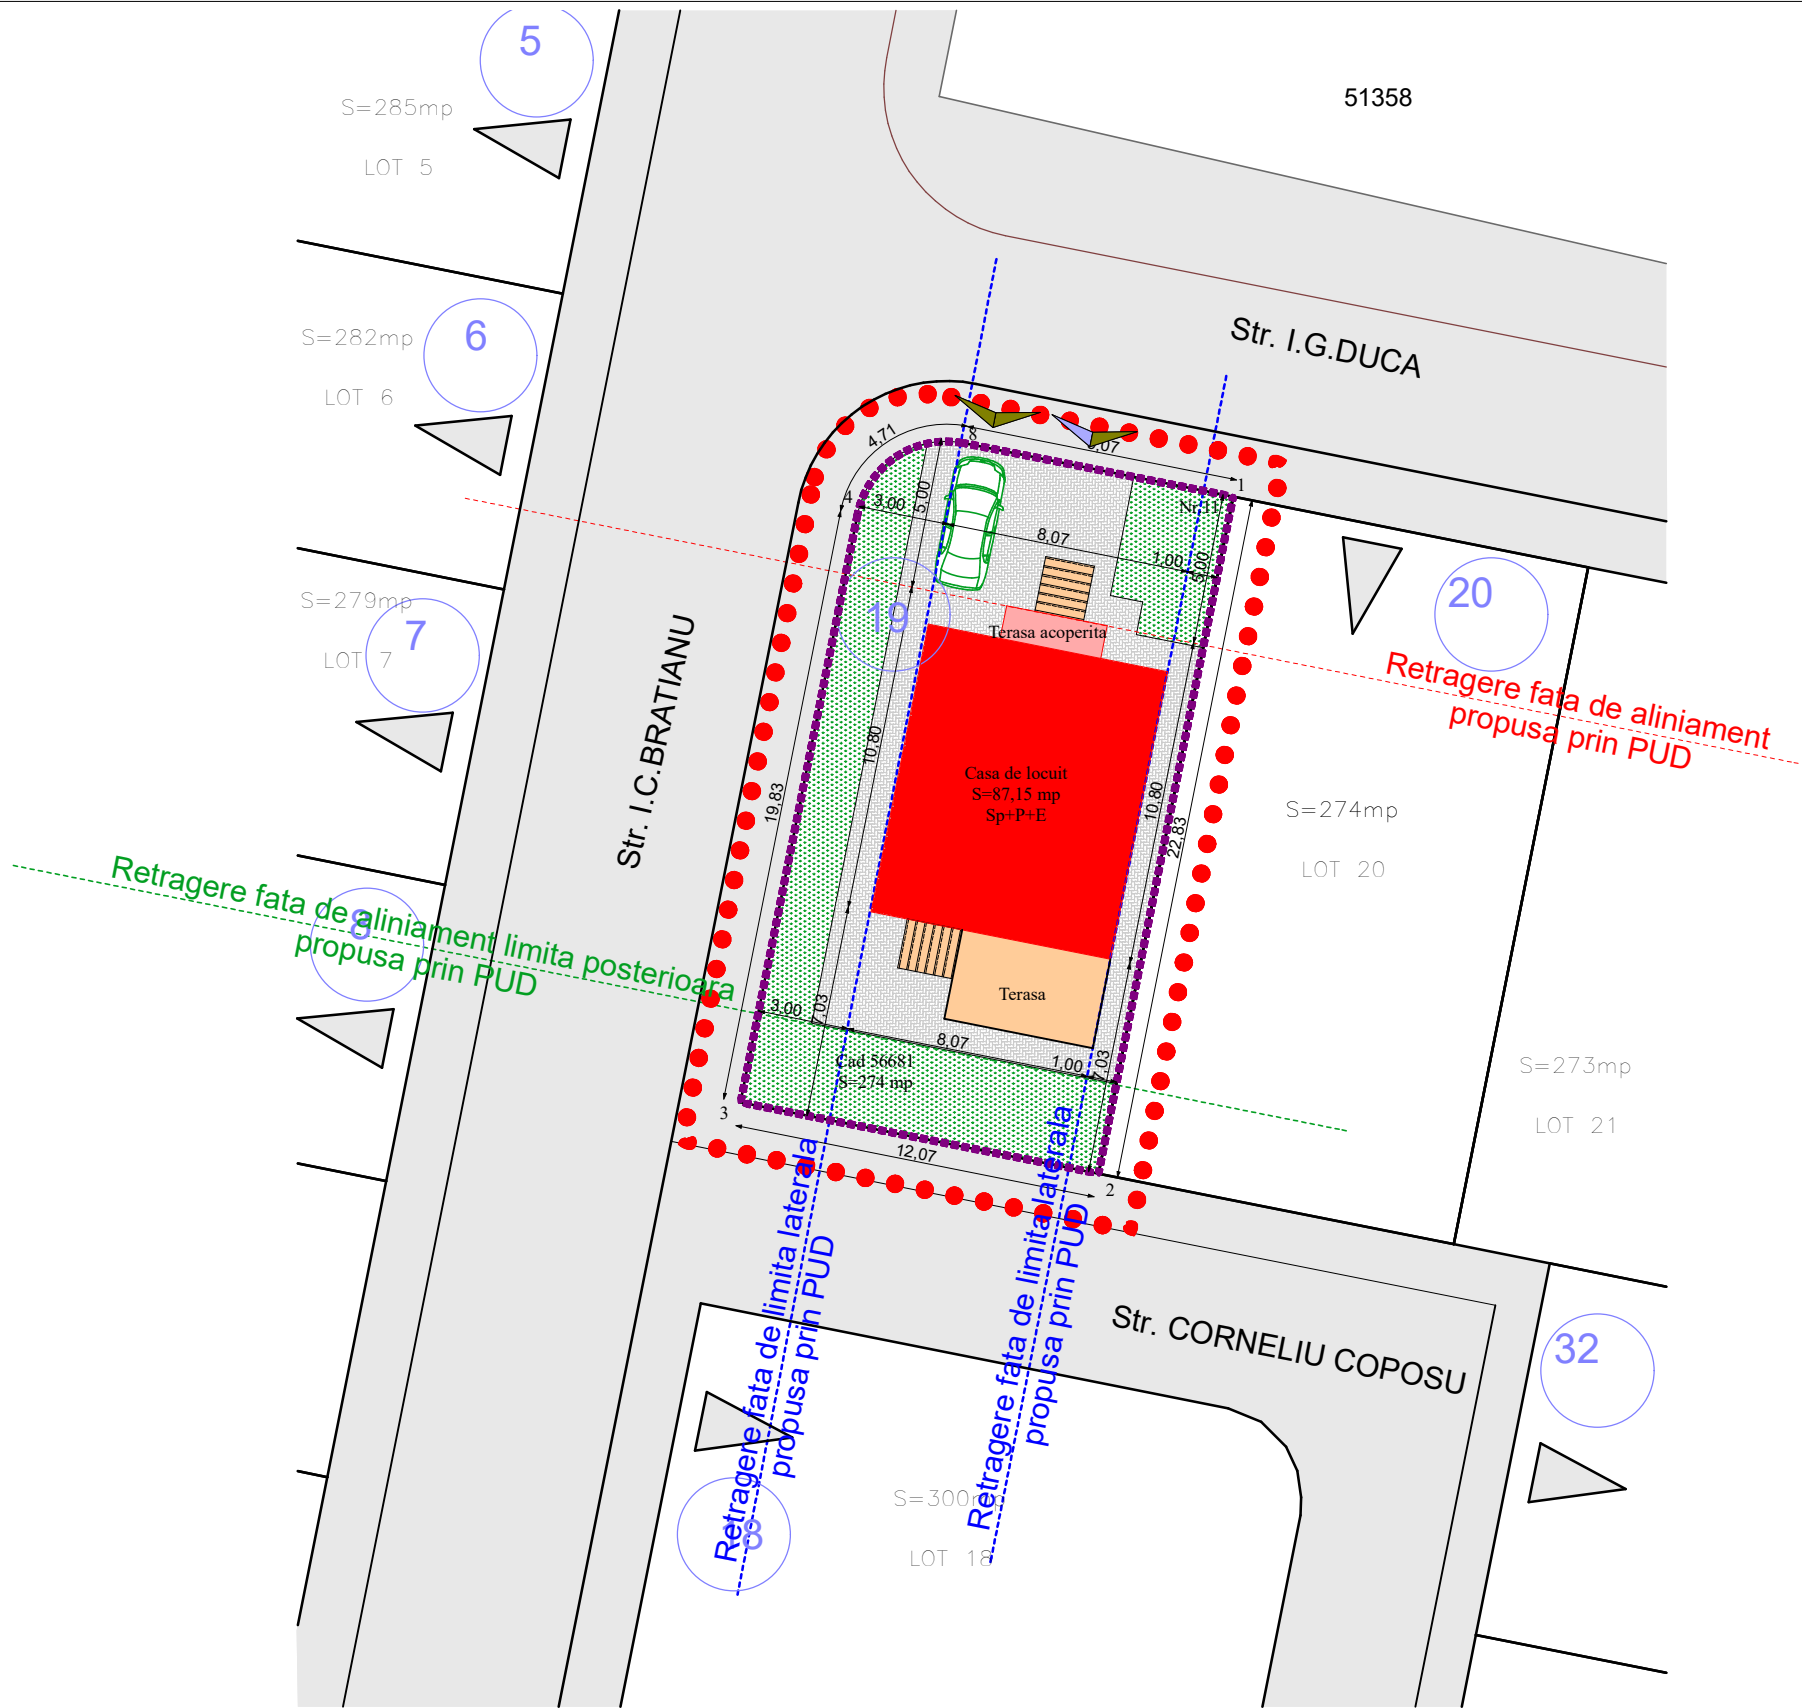 5
S=285mp
LOT 5
51358
6
S=282mp
LOT 6
Str. I.G.DUCA
4,71
8
,07
1
4
3,00
5,00
Nr.11
8,07
1,00
5,00
20
S=279mp
7
LOT 7
19
Terasa acoperita
Retragere fata de aliniament
propusa prin PUD
Str. I.C.BRATIANU
10,80
Casa de locuit
S=87,15 mp
Sp+P+E
19,83
10,80
22,83
S=274mp
LOT 20
Retragere fata de aliniament limita posterioara
propusa prin PUD
8
Terasa
3,00
7,03
8,07
1,00
7,03
Cad 56681
S=274 mp
S=273mp
LOT 21
3
12,07
2
Retragere fata de limita laterala
propusa prin PUD
Retragere fata de limita laterala
propusa prin PUD
Str. CORNELIU COPOSU
32
S=300mp
18
LOT 18